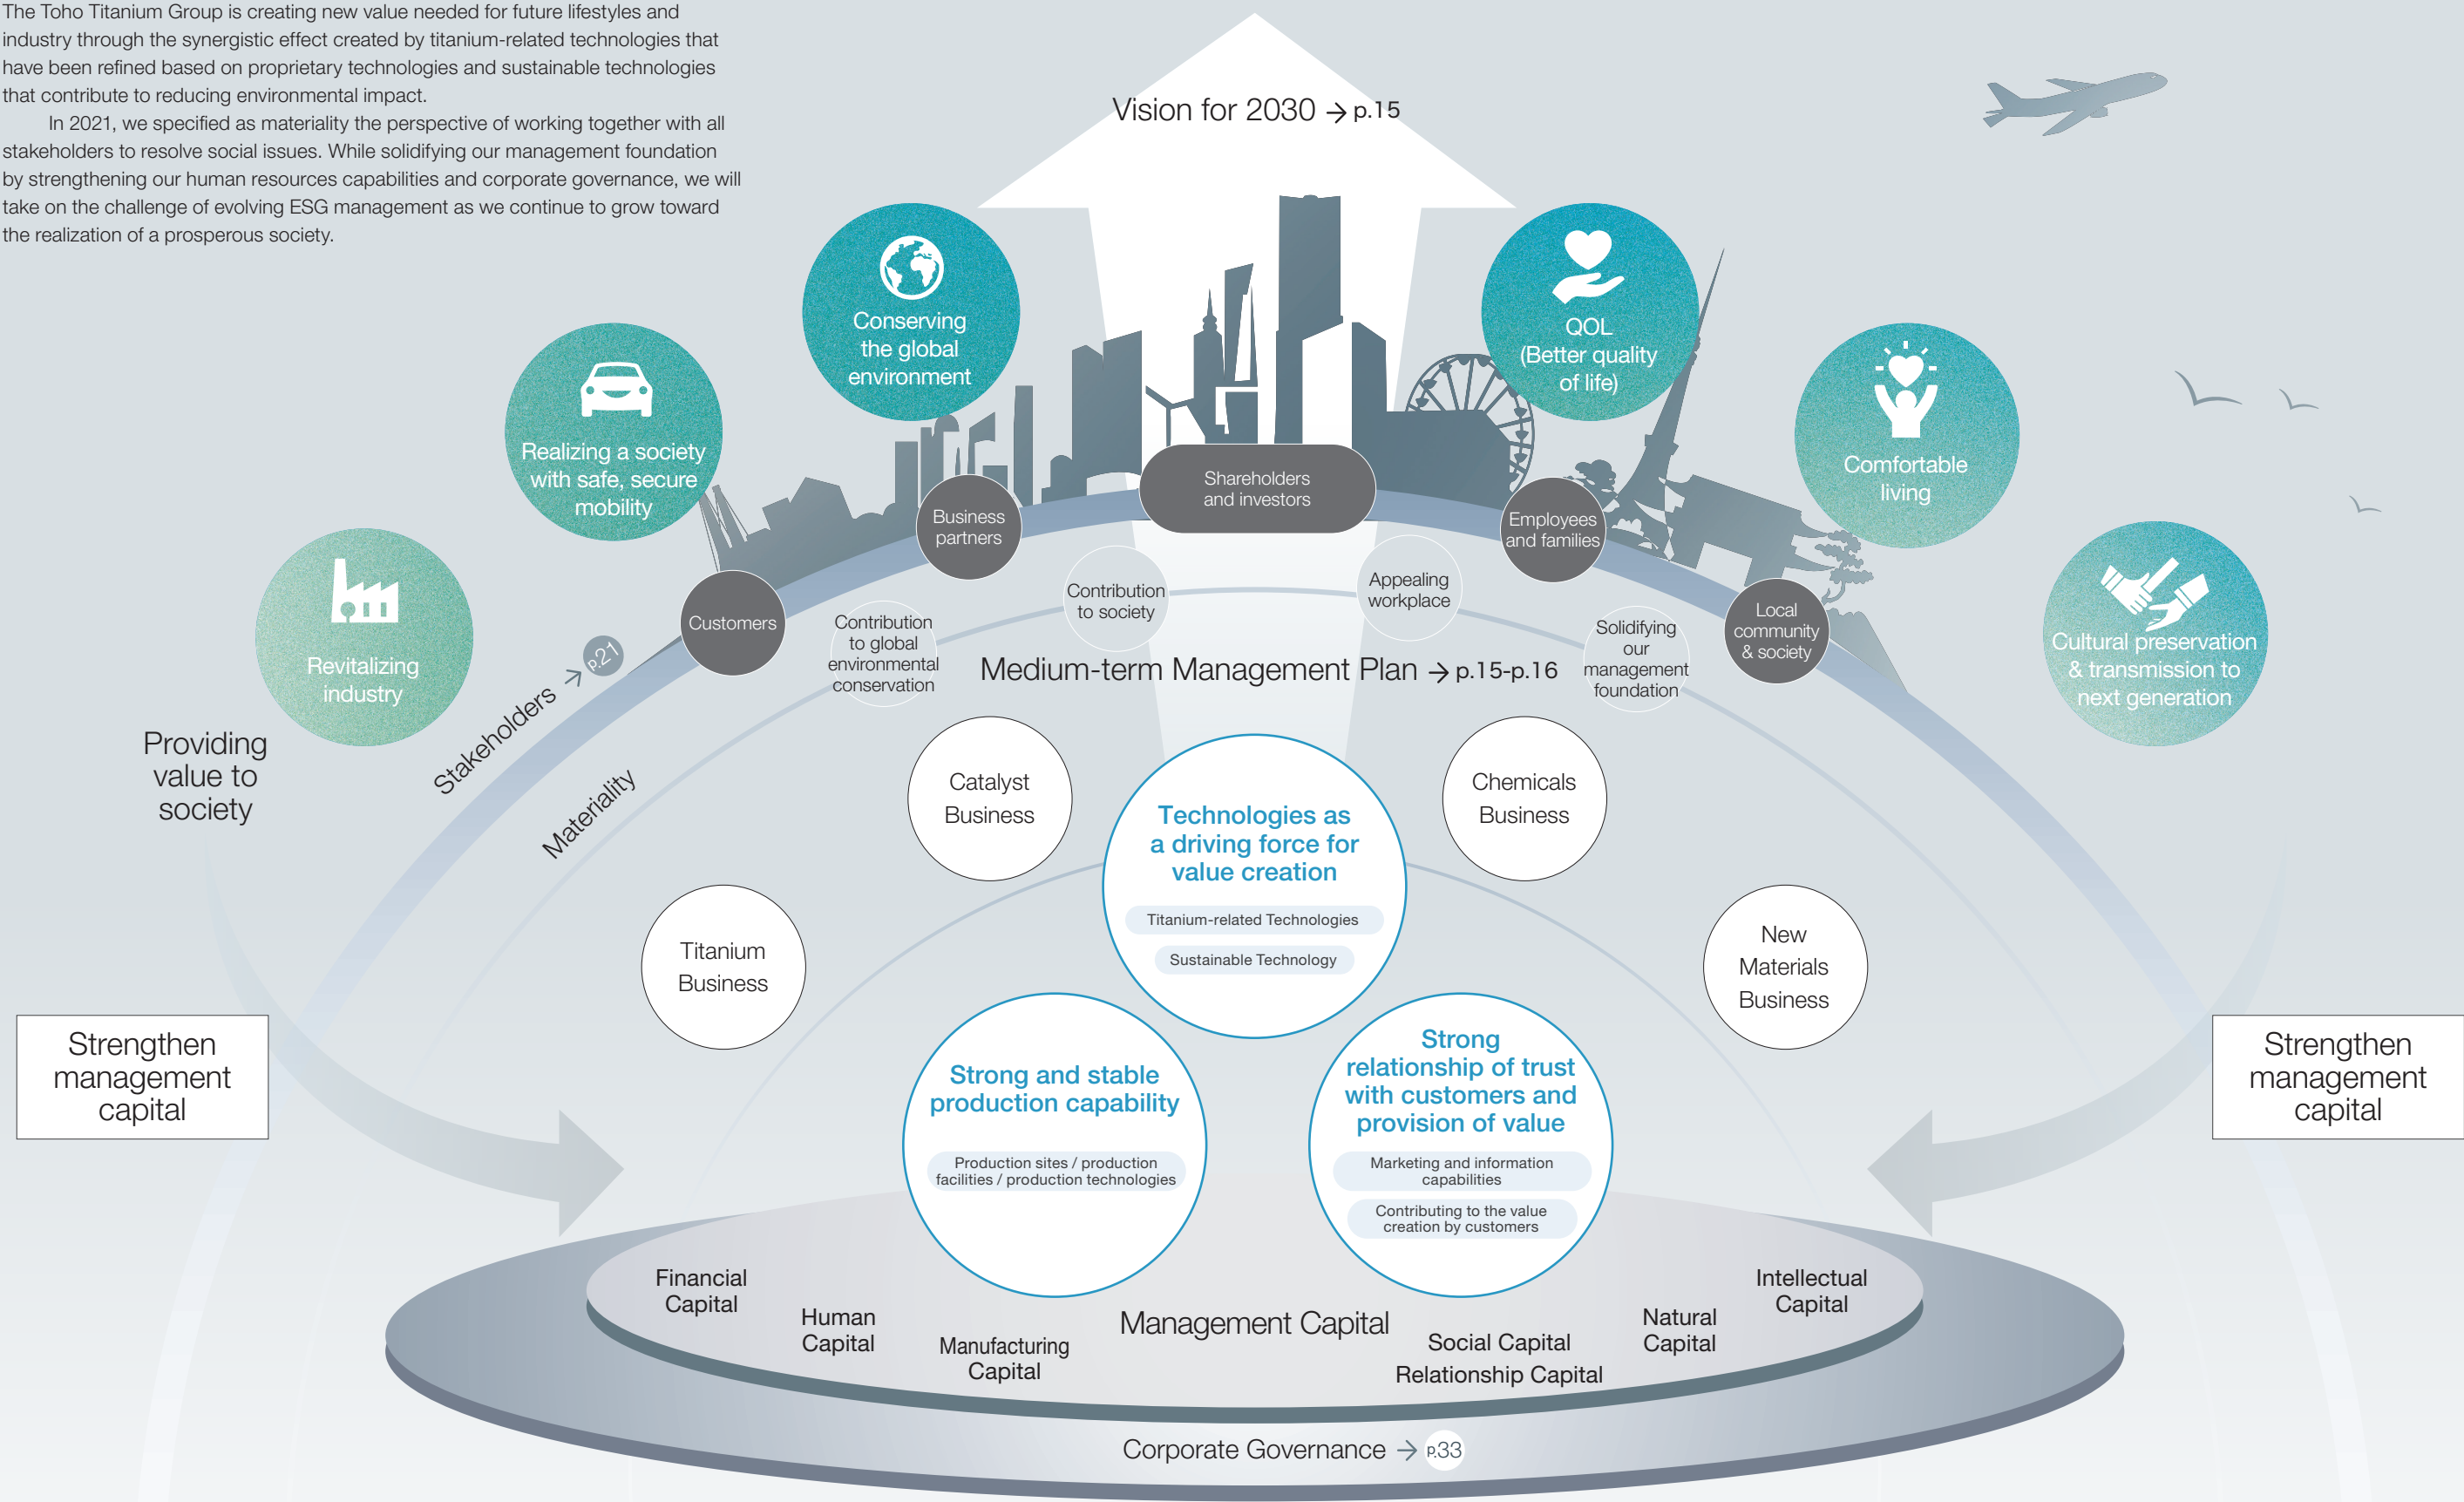 The Toho Titanium Group is creating new value needed for future lifestyles and
industry through the synergistic effect created by titanium-related technologies that
have been refined based on proprietary technologies and sustainable technologies
that contribute to reducing environmental impact.
In 2021, we specified as materiality the perspective of working together with all
stakeholders to resolve social issues. While solidifying our management foundation
by strengthening our human resources capabilities and corporate governance, we will
take on the challenge of evolving ESG management as we continue to grow toward
the realization of a prosperous society.
Vision for 2030 → p.15
Conserving
the global
environment
QOL
(Better quality
of life)
Realizing a society
with safe, secure
mobility
Comfortable
living
Revitalizing
industry
Cultural preservation
& transmission to
next generation
Providing
value to
society
Stakeholders → p.21
Customers
Business
partners
Shareholders
and investors
Employees
and families
Local
community
& society
Materiality
Contribution
to global
environmental
conservation
Contribution
to society
Appealing
workplace
Solidifying
our
management
foundation
Medium-term Management Plan → p.15-p.16
Titanium
Business
Catalyst
Business
Chemicals
Business
New
Materials
Business
Technologies as
a driving force for
value creation
Titanium-related Technologies
Sustainable Technology
Strong and stable
production capability
Production sites / production
facilities / production technologies
Strong
relationship of trust
with customers and
provision of value
Marketing and information
capabilities
Contributing to the value
creation by customers
Strengthen
management
capital
Strengthen
management
capital
Financial
Capital
Human
Capital
Manufacturing
Capital
Management Capital
Social Capital
Relationship Capital
Natural
Capital
Intellectual
Capital
Corporate Governance → p.33